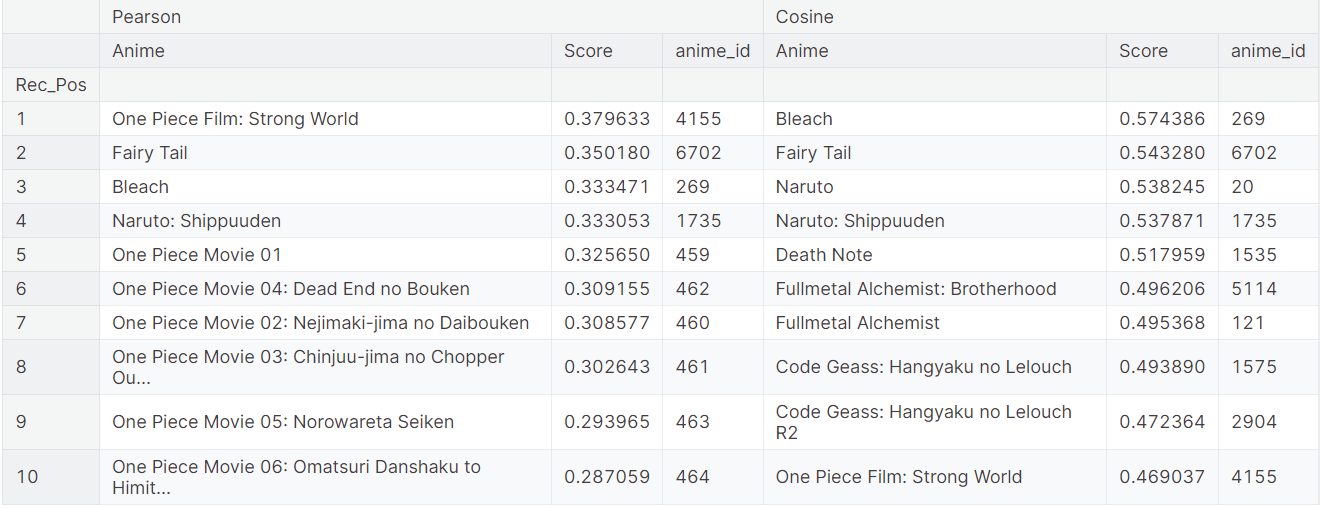 Pearson Cosine
Anime Score anime_id Anime Score anime_id
Rec_Pos
1 One Piece Film: Strong World 0.379633 4155 Bleach 0.574386 269
2 Fairy Tail 0.350180 6702 Fairy Tail 0.543280 6702
3 Bleach 0.333471 269 Naruto 0.538245 20
4 Naruto: Shippuuden 0.333053 1735 Naruto: Shippuuden 0.537871 1735
5 One Piece Movie 01 0.325650 459 Death Note 0.517959 1535
6 One Piece Movie 04: Dead End no Bouken 0.309155 462 Fullmetal Alchemist: Brotherhood 0.496206 5114
7 One Piece Movie 02: Nejimaki-jima no Daibouken 0.308577 460 Fullmetal Alchemist 0.495368 121
8 One Piece Movie 03: Chinjuu-jima no Chopper
Ou... 0.302643 461 Code Geass: Hangyaku no Lelouch 0.493890 1575
9 One Piece Movie 05: Norowareta Seiken 0.293965 463 Code Geass: Hangyaku no Lelouch
R2 0.472364 2904
10 One Piece Movie 06: Omatsuri Danshaku to
Himit... 0.287059 464 One Piece Film: Strong World 0.469037 4155